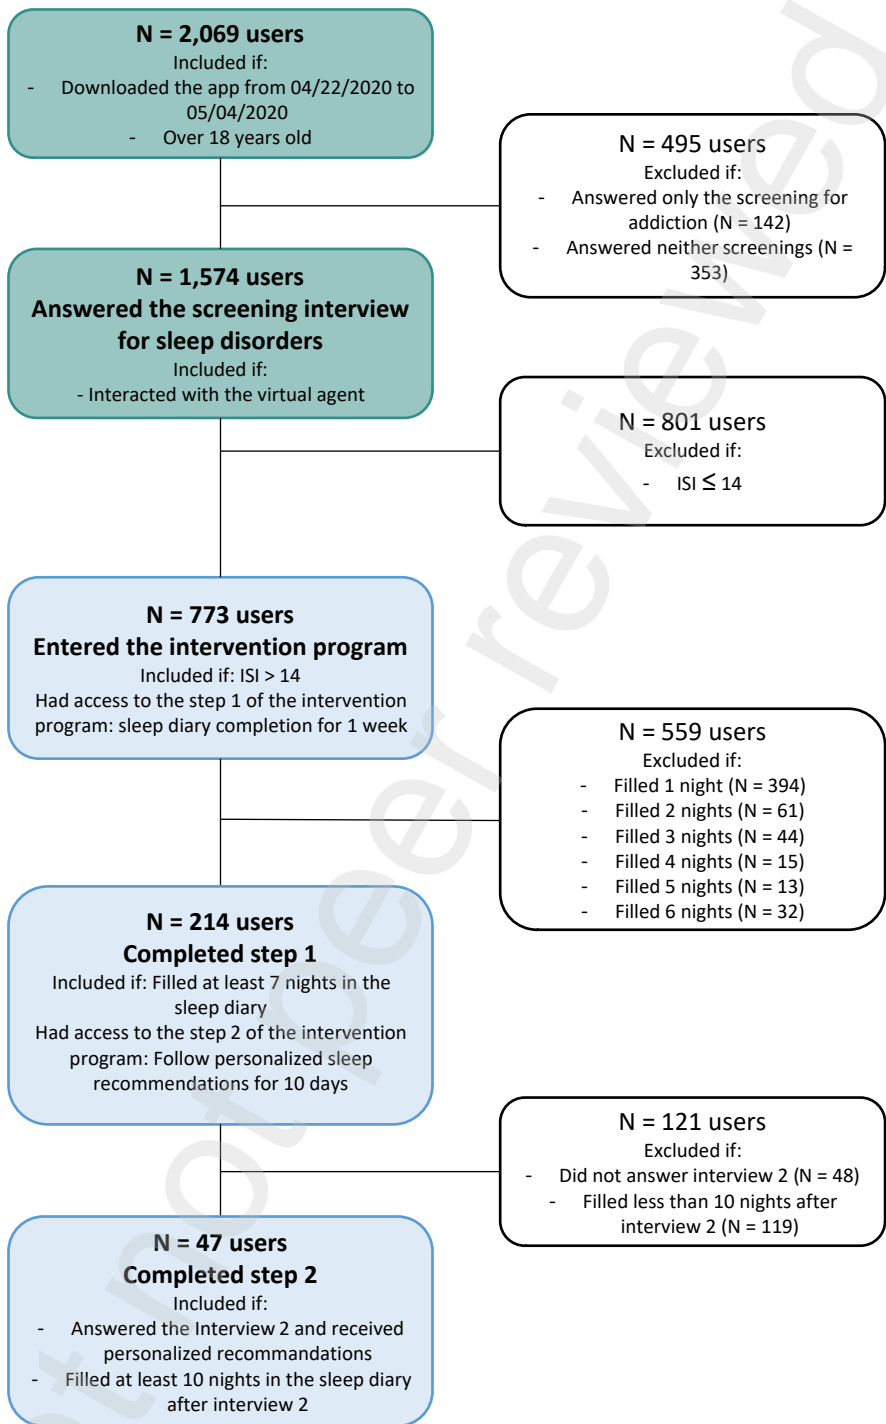 N = 2,069 users
Included if:
- Downloaded the app from 04/22/2020 to
05/04/2020
- Over 18 years old
N = 495 users
Excluded if:
- Answered only the screening for
addiction (N = 142)
- Answered neither screenings (N =
353)
N = 1,574 users
Answered the screening interview
for sleep disorders
Included if:
- Interacted with the virtual agent
N = 801 users
Excluded if:
- ISI ≤ 14
N = 773 users
Entered the intervention program
Included if: ISI > 14
Had access to the step 1 of the intervention
program: sleep diary completion for 1 week
N = 559 users
Excluded if:
- Filled 1 night (N = 394)
- Filled 2 nights (N = 61)
- Filled 3 nights (N = 44)
- Filled 4 nights (N = 15)
- Filled 5 nights (N = 13)
- Filled 6 nights (N = 32)
N = 214 users
Completed step 1
Included if: Filled at least 7 nights in the
sleep diary
Had access to the step 2 of the intervention
program: Follow personalized sleep
recommendations for 10 days
N = 121 users
Excluded if:
- Did not answer interview 2 (N = 48)
- Filled less than 10 nights after
interview 2 (N = 119)
N = 47 users
Completed step 2
Included if:
- Answered the Interview 2 and received
personalized recommandations
- Filled at least 10 nights in the sleep diary
after interview 2
not peer reviewed